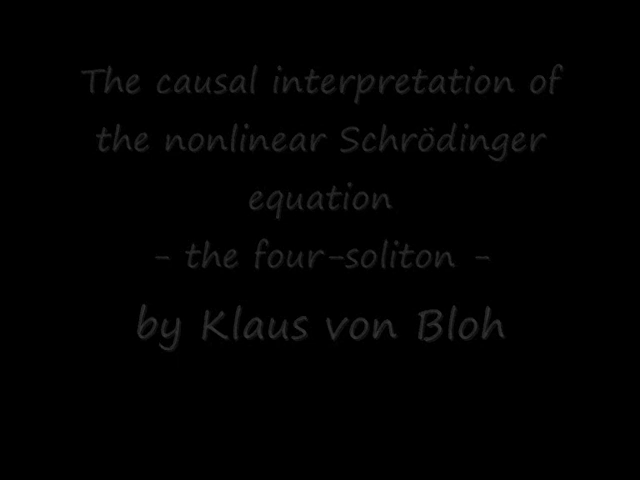 The causal interpretation of
the nonlinear Schrödinger
equation
- the four-soliton -
by Klaus von Bloh